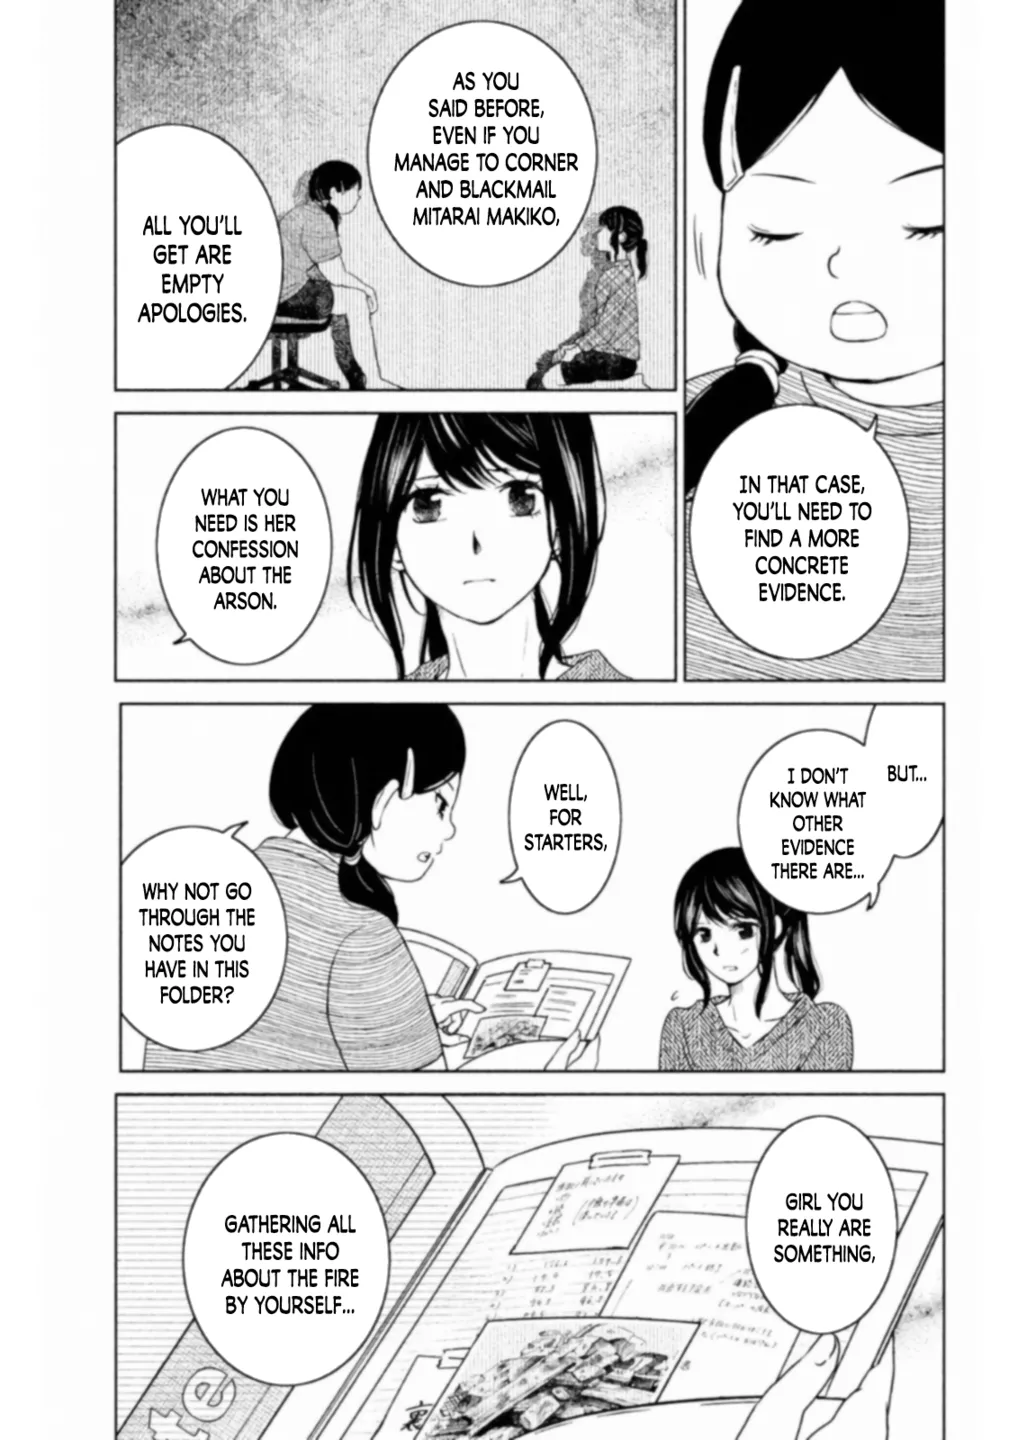 AS YOU
SAID BEFORE,
EVEN IF YOU
MANAGE TO CORNER
AND BLACKMAIL
MITARAI MAKIKO,
ALL YOU'LL
GET ARE
EMPTY
APOLOGIES.
IN THAT CASE,
YOU'LL NEED TO
FIND A MORE
CONCRETE
EVIDENCE.
WHAT YOU
NEED IS HER
CONFESSION
ABOUT THE
ARSON.
BUT...
I DON'T
KNOW WHAT
OTHER
EVIDENCE
THERE ARE...
WELL,
FOR
STARTERS,
WHY NOT GO
THROUGH THE
NOTES YOU
HAVE IN THIS
FOLDER?
GIRL YOU
REALLY ARE
SOMETHING,
GATHERING ALL
THESE INFO
ABOUT THE FIRE
BY YOURSELF...
te